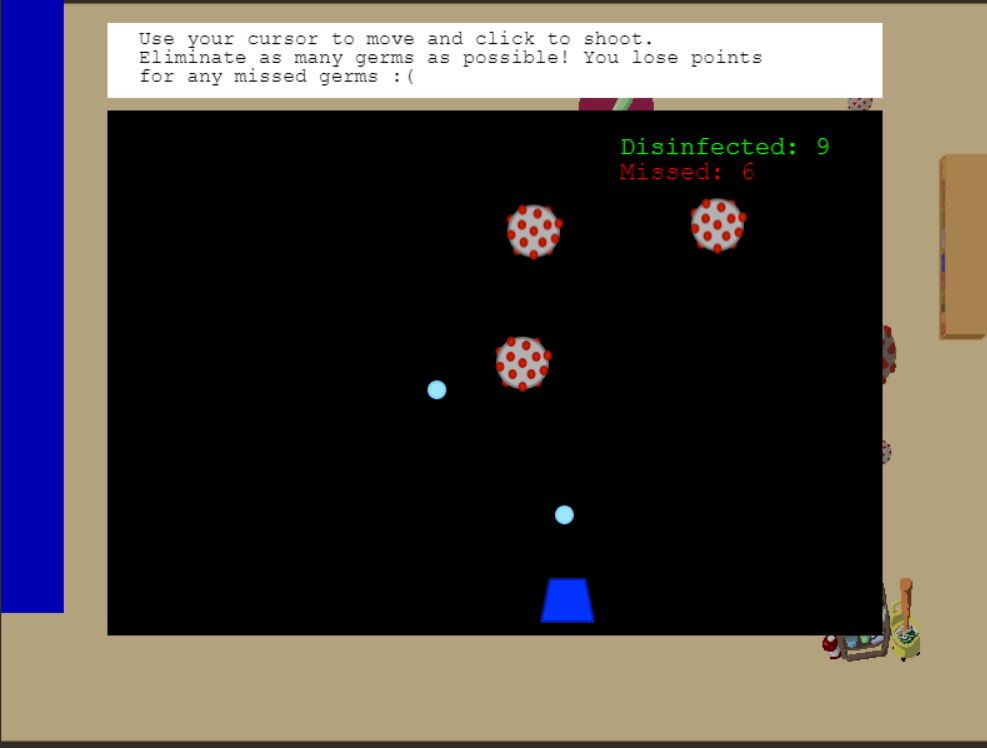 Use your cursor to move and click to shoot.
Eliminate as many germs as possible! You lose points
for any missed germs :(
Disinfected: 9
Missed: 6